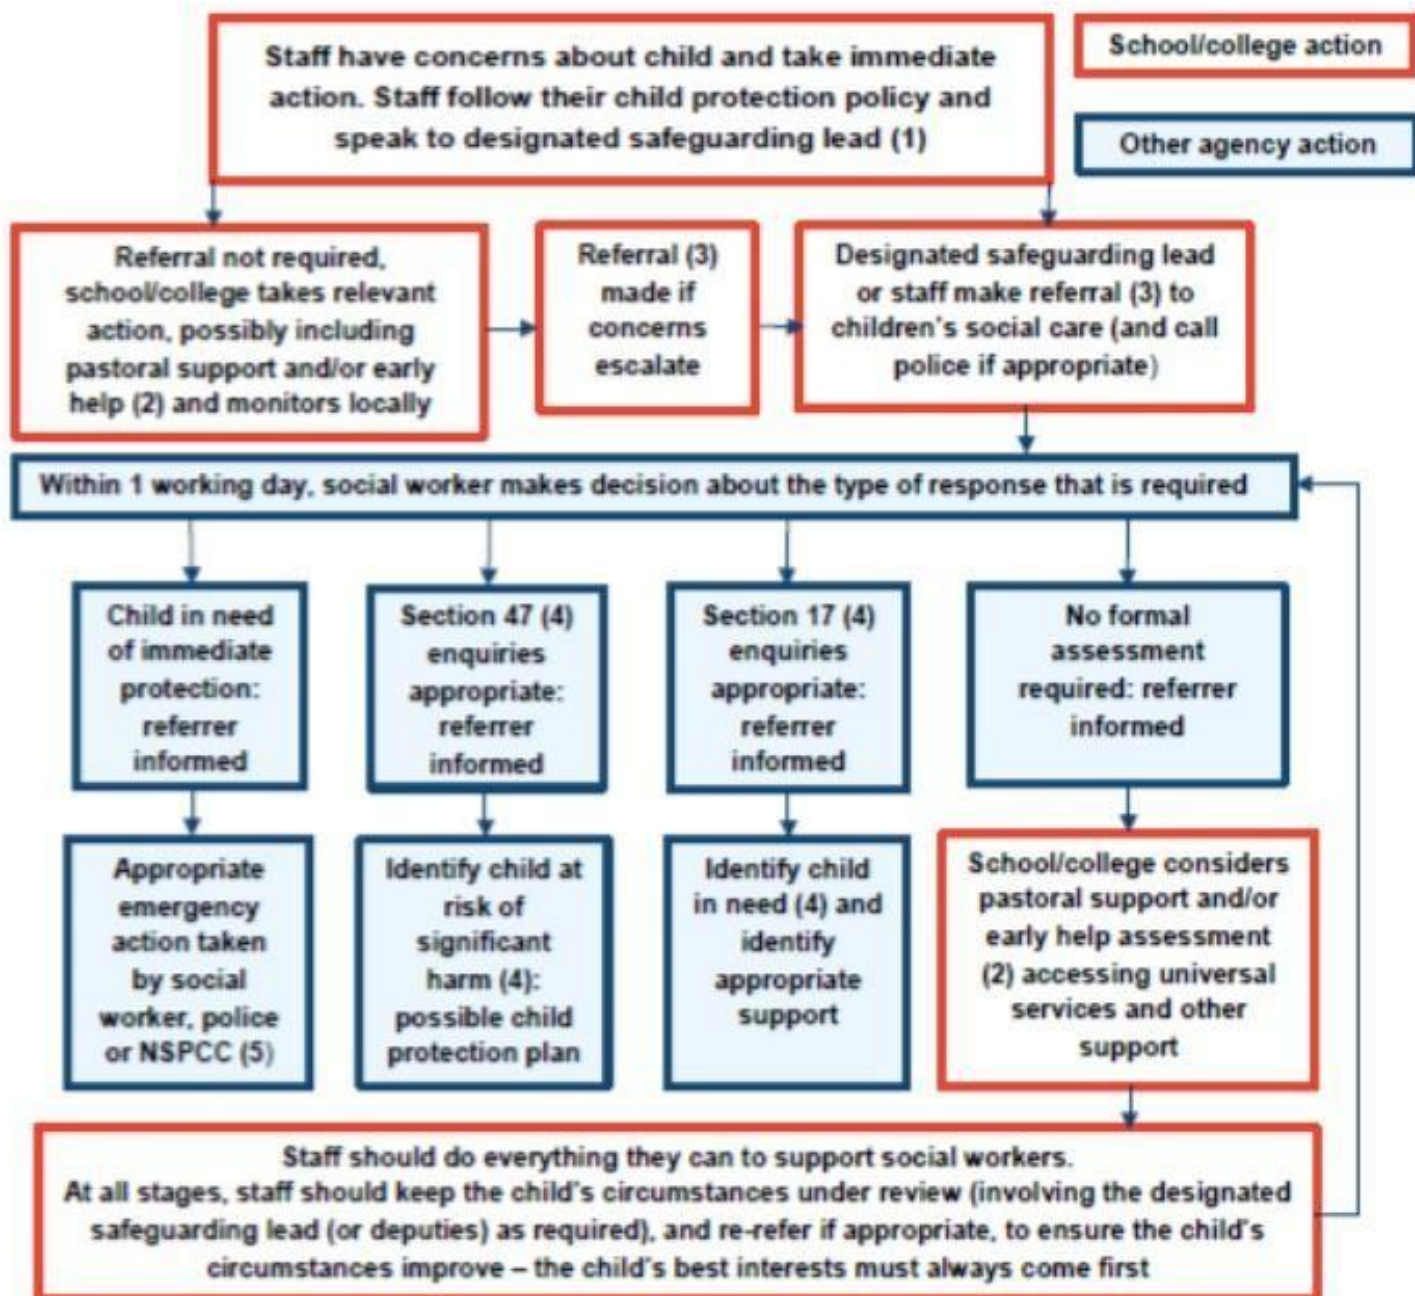 Staff have concerns about child and take immediate
action. Staff follow their child protection policy and
speak to designated safeguarding lead (1)
School/college action
Other agency action
Referral not required,
school/college takes relevant
action, possibly including
pastoral support and/or early
help (2) and monitors locally
Referral (3)
made if
concerns
escalate
Designated safeguarding lead
or staff make referral (3) to
children's social care (and call
police if appropriate)
Within 1 working day, social worker makes decision about the type of response that is required
Child in need
of immediate
protection:
referrer
informed
Section 47 (4)
enquiries
appropriate:
referrer
informed
Section 17 (4)
enquiries
appropriate:
referrer
informed
No formal
assessment
required: referrer
informed
Appropriate
emergency
action taken
by social
worker, police
or NSPCC (5)
Identify child at
risk of
significant
harm (4):
possible child
protection plan
Identify child
in need (4) and
identify
appropriate
support
School/college considers
pastoral support and/or
early help assessment
(2) accessing universal
services and other
support
Staff should do everything they can to support social workers.
At all stages, staff should keep the child's circumstances under review (involving the designated
safeguarding lead (or deputies) as required), and re-refer if appropriate, to ensure the child's
circumstances improve – the child's best interests must always come first